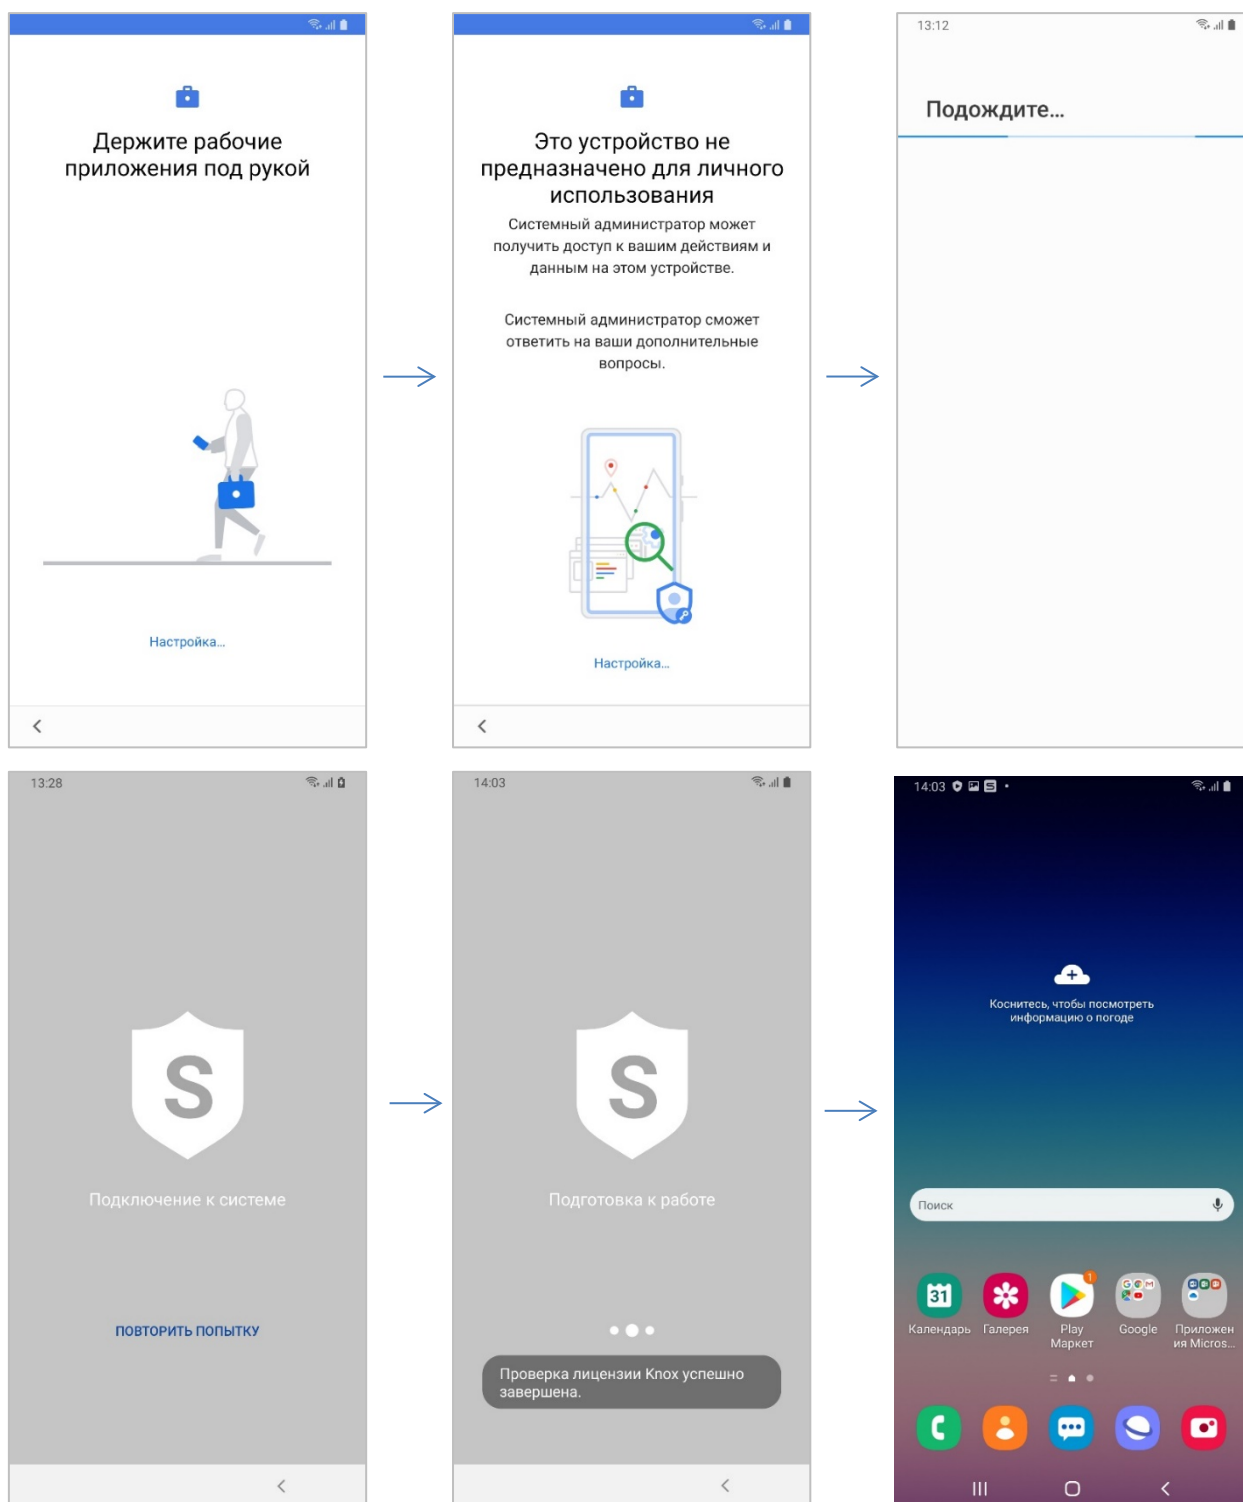 Держите рабочие
приложения под рукой
Настройка...
Это устройство не
предназначено для личного
использования
Системный администратор может
получить доступ к вашим действиям и
данным на этом устройстве.
Системный администратор сможет
ответить на ваши дополнительные
вопросы.
Настройка...
13:12
Подождите...
13:28
S
Подключение к системе
ПОВТОРИТЬ ПОПЫТКУ
14:03
S
Подготовка к работе
Проверка лицензии Knox успешно
завершена.
14:03 S
Коснитесь, чтобы посмотреть
информацию о погоде
Поиск
31
1
Календарь Галерея Play
Маркет Google Приложен
ия Micros...